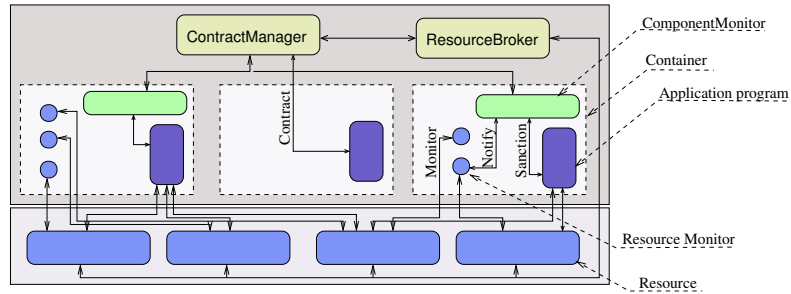 ComponentMonitor
ContractManager
ResourceBroker
Container
Application program
Contract
Monitor
Notify
Sanction
Resource Monitor
Resource